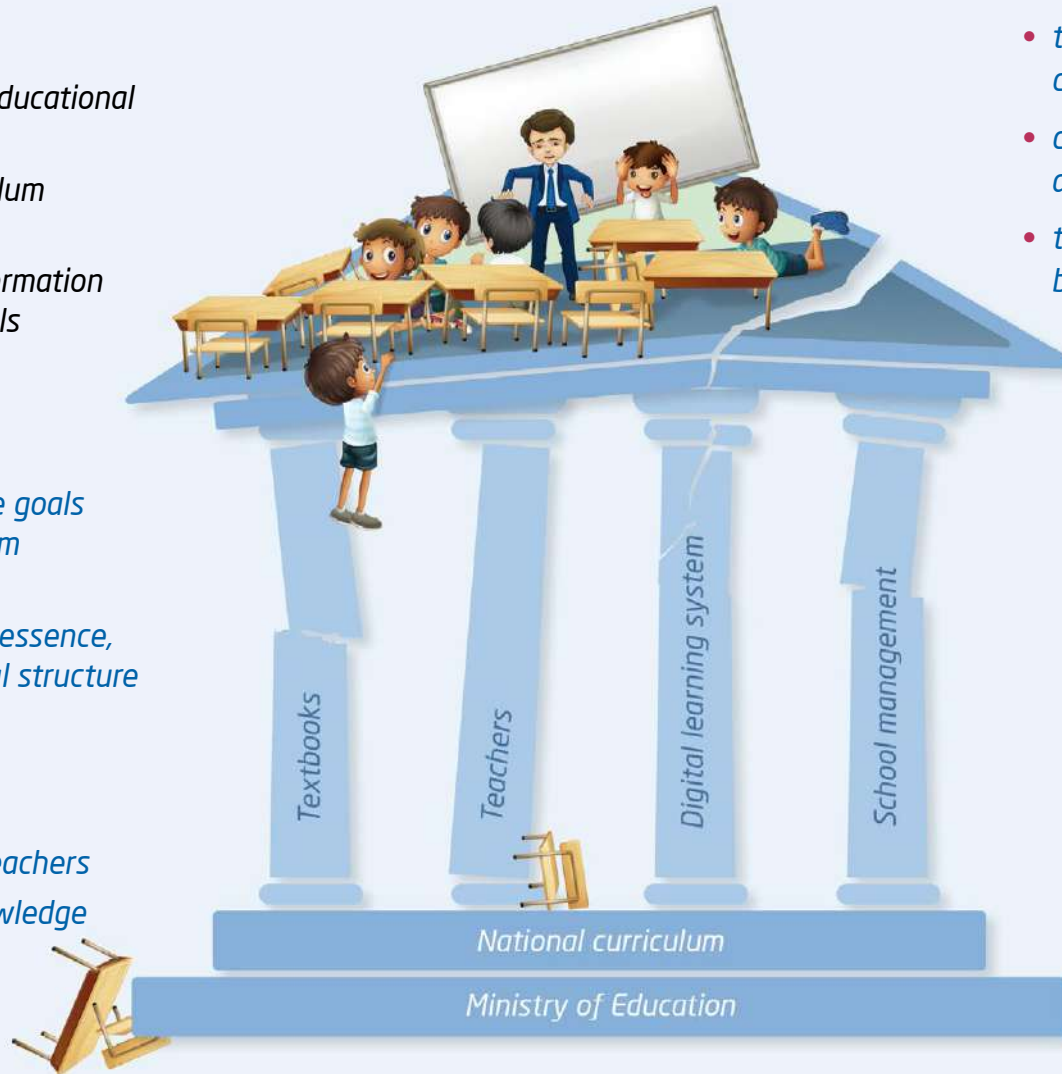 ducational
lum
rmation
ls
e goals
m
essence,
l structure
eachers
wledge
• t
• t
b
Textbooks
Teachers
Digital learning system
School management
National curriculum
Ministry of Education